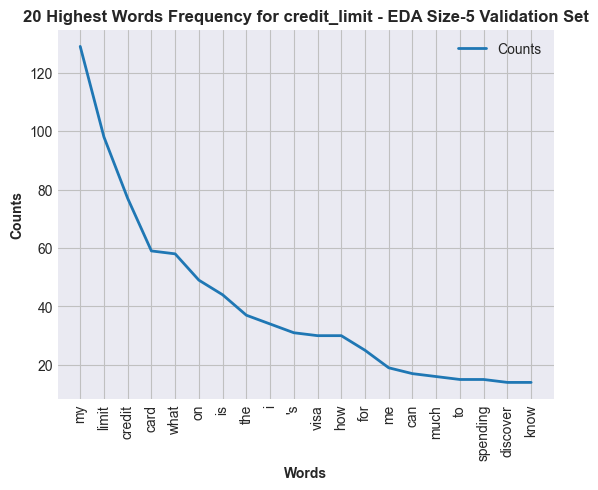 20 Highest Words Frequency for credit_limit - EDA Size-5 Validation Set
Counts
Counts
120
100
80
60
40
20
my
limit
credit
card
what
on
is
the
i
's
visa
how
for
me
can
much
to
spending
discover
know
Words